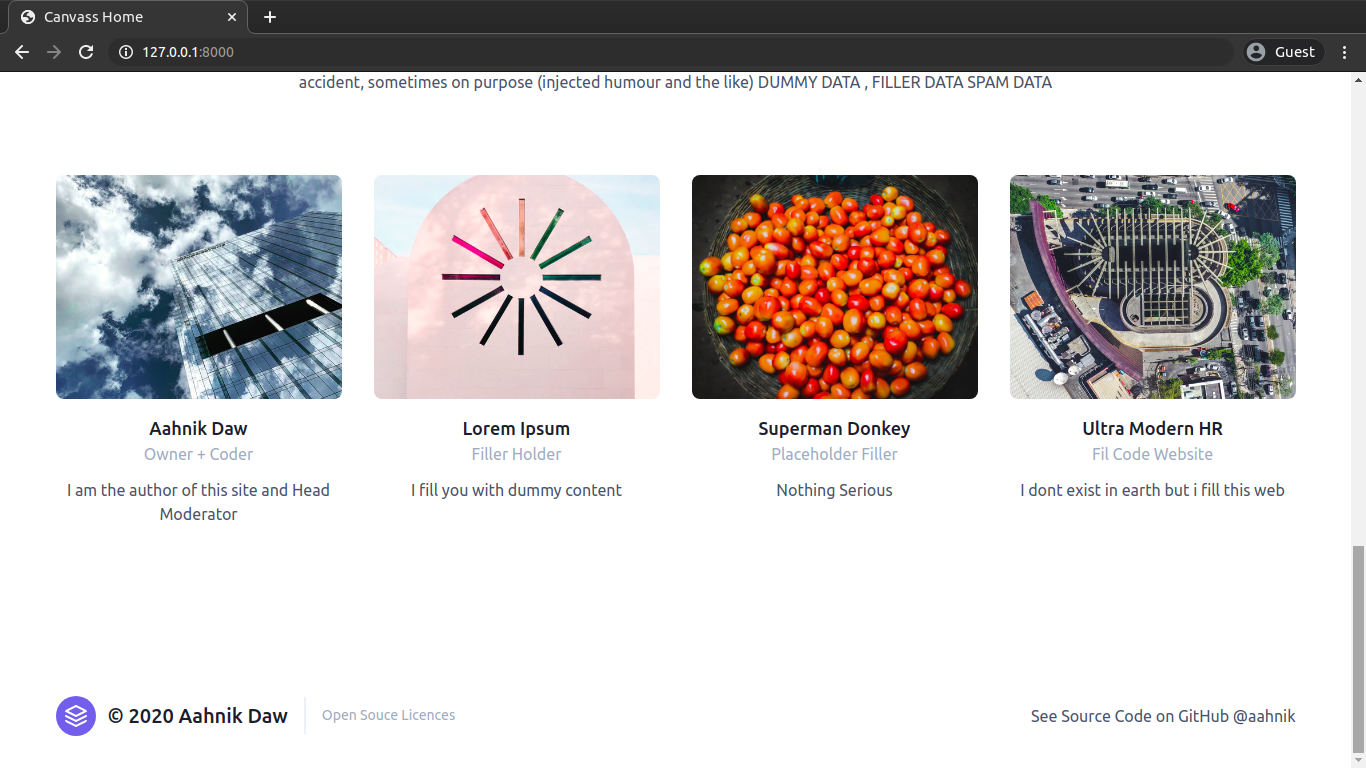 Canvass Home
127.0.0.1:8000
Guest
accident, sometimes on purpose (injected humour and the like) DUMMY DATA , FILLER DATA SPAM DATA
Aahnik Daw
Owner + Coder
I am the author of this site and Head
Moderator
Lorem Ipsum
Filler Holder
I fill you with dummy content
Superman Donkey
Placeholder Filler
Nothing Serious
Ultra Modern HR
Fil Code Website
I dont exist in earth but i fill this web
© 2020 Aahnik Daw
Open Souce Licences
See Source Code on GitHub @aahnik